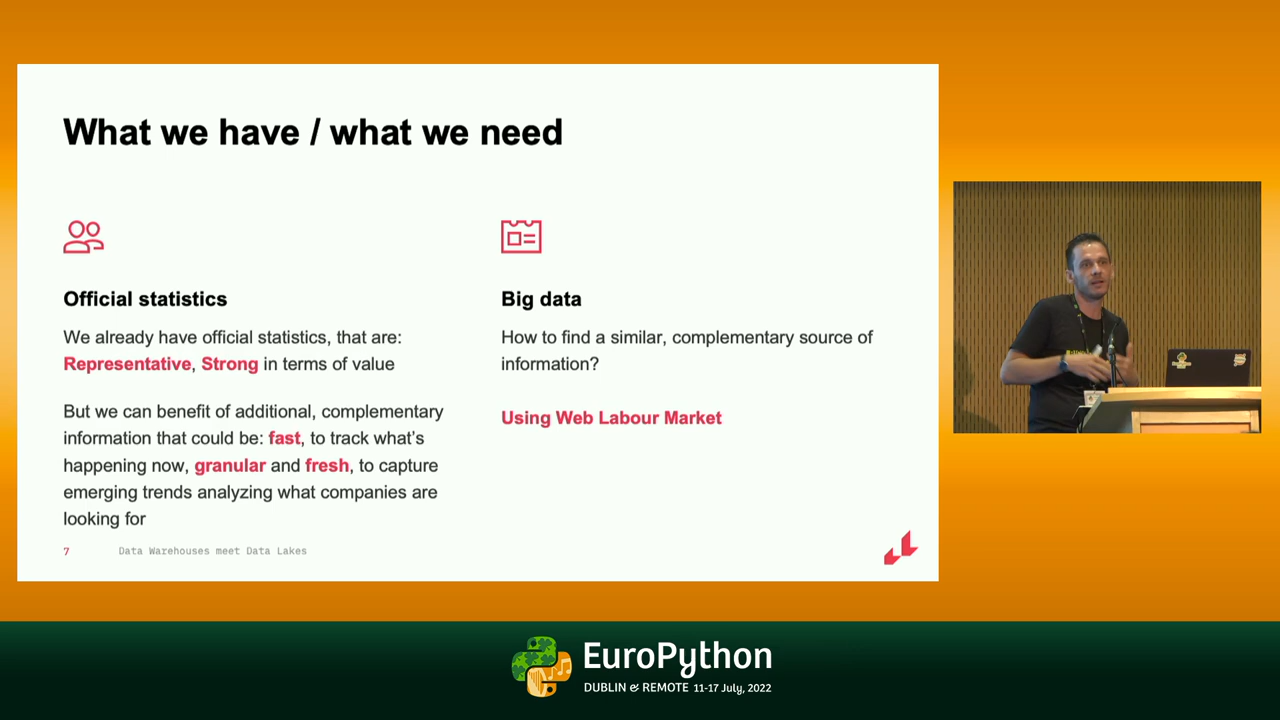 What we have / what we need
Official statistics
We already have official statistics, that are:
Representative, Strong in terms of value
But we can benefit of additional, complementary
information that could be: fast, to track what's
happening now, granular and fresh, to capture
emerging trends analyzing what companies are
looking for
Big data
How to find a similar, complementary source of
information?
Using Web Labour Market
7
Data Warehouses meet Data Lakes
EuroPython
DUBLIN & REMOTE 11-17 July, 2022